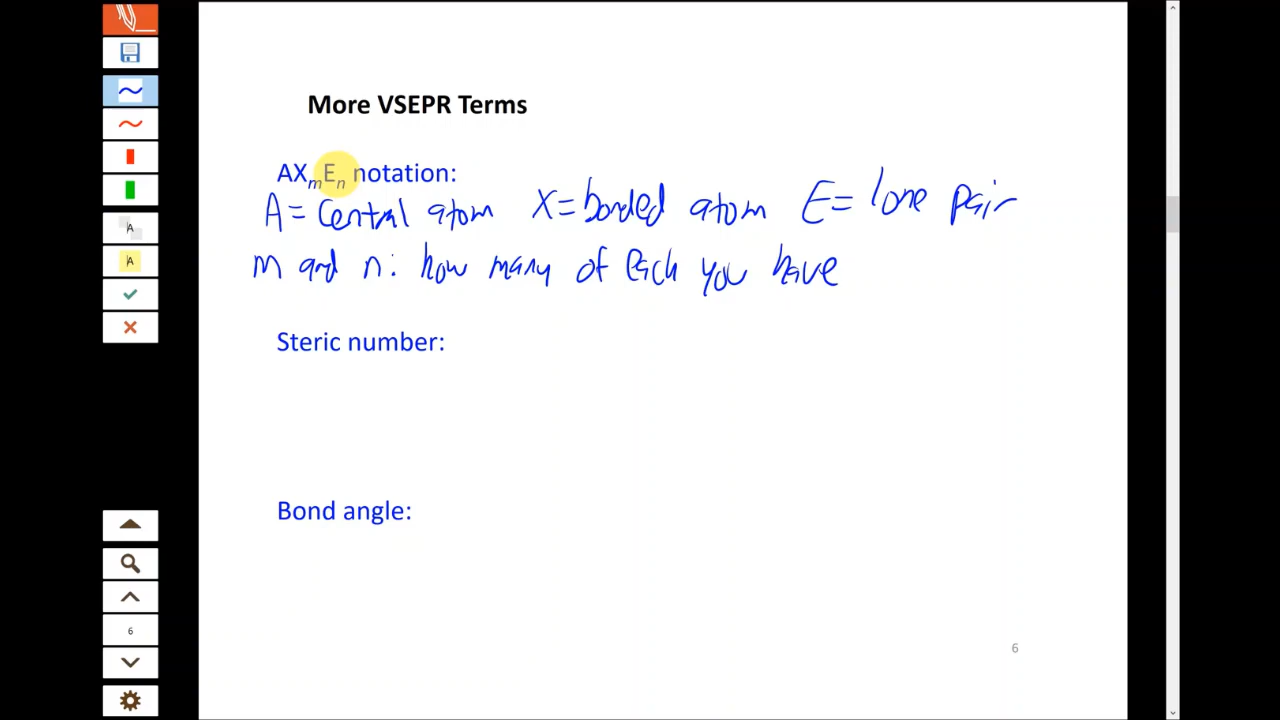 More VSEPR Terms
AXmEn notation:
A = Central atom X = bonded atom E = lone pair
m and n: how many of each you have
Steric number:
Bond angle:
6
6
A
A